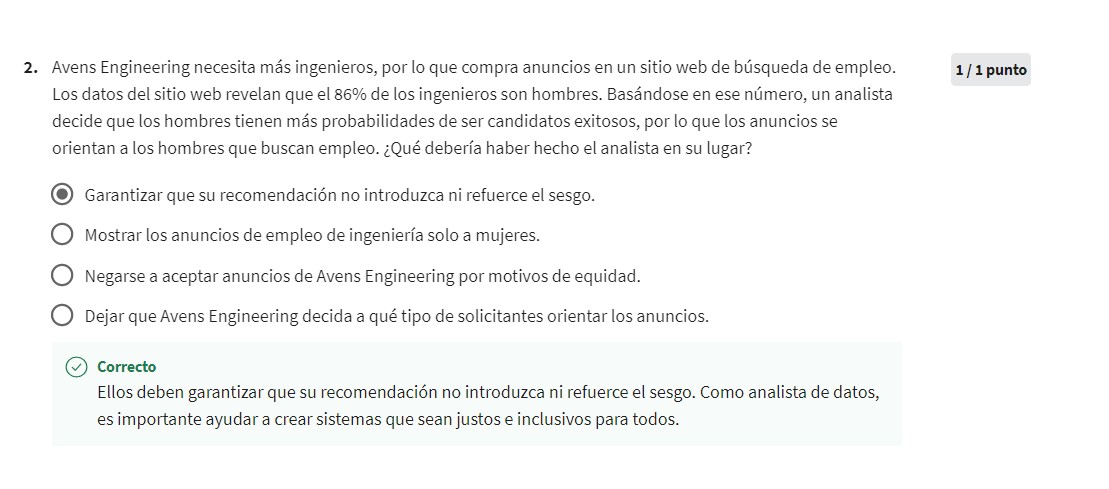 2. Avens Engineering necesita más ingenieros, por lo que compra anuncios en un sitio web de búsqueda de empleo.
1 / 1 punto
Los datos del sitio web revelan que el 86% de los ingenieros son hombres. Basándose en ese número, un analista
decide que los hombres tienen más probabilidades de ser candidatos exitosos, por lo que los anuncios se
orientan a los hombres que buscan empleo. ¿Qué debería haber hecho el analista en su lugar?
Garantizar que su recomendación no introduzca ni refuerce el sesgo.
Mostrar los anuncios de empleo de ingeniería solo a mujeres.
Negarse a aceptar anuncios de Avens Engineering por motivos de equidad.
Dejar que Avens Engineering decida a qué tipo de solicitantes orientar los anuncios.
Correcto
Ellos deben garantizar que su recomendación no introduzca ni refuerce el sesgo. Como analista de datos,
es importante ayudar a crear sistemas que sean justos e inclusivos para todos.